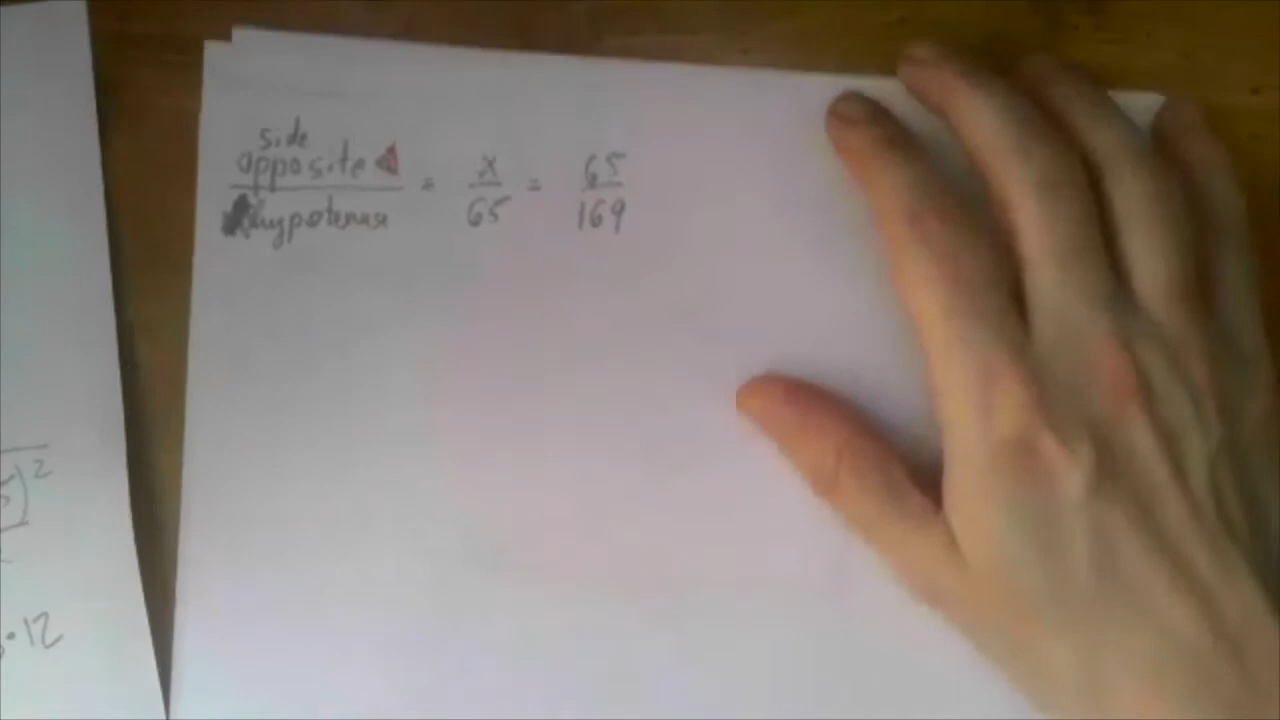 side
opposite = x/65 = 65/169
hypotenuse
)²
·12